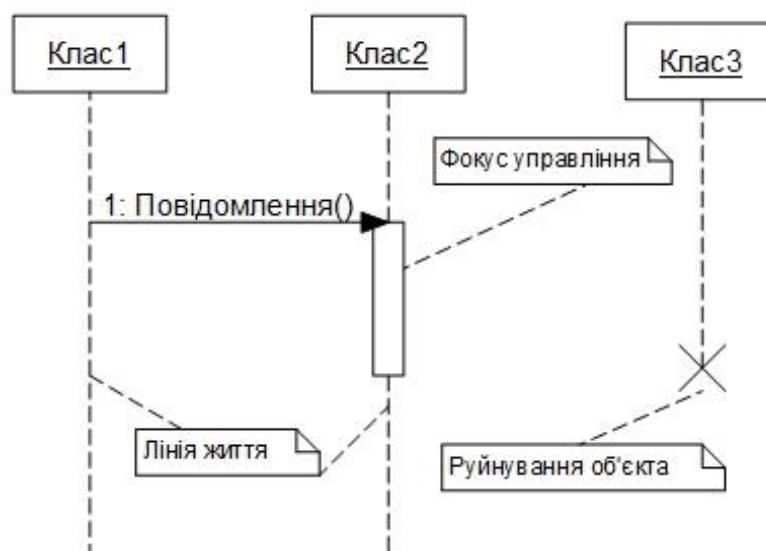 Клас1
Клас2
Клас3
Фокус управління
1: Повідомлення()
Лінія життя
Руйнування об'єкта